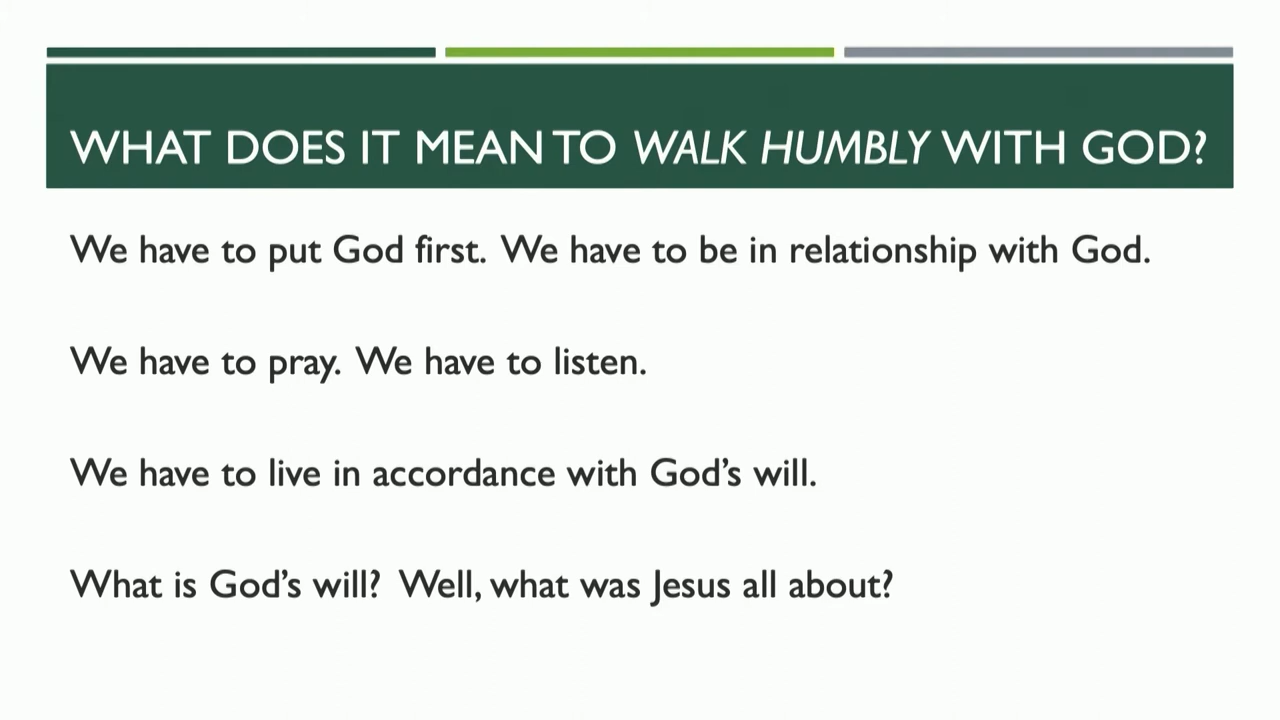 WHAT DOES IT MEAN TO WALK HUMBLY WITH GOD?
We have to put God first. We have to be in relationship with God.
We have to pray. We have to listen.
We have to live in accordance with God’s will.
What is God’s will? Well, what was Jesus all about?